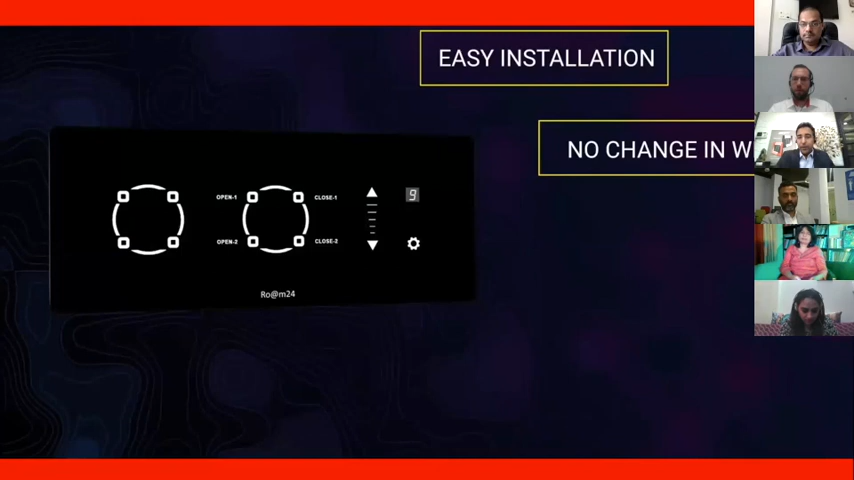 EASY INSTALLATION
NO CHANGE IN W
OPEN-1
CLOSE-1
9
OPEN-2
CLOSE-2
Ro@m24